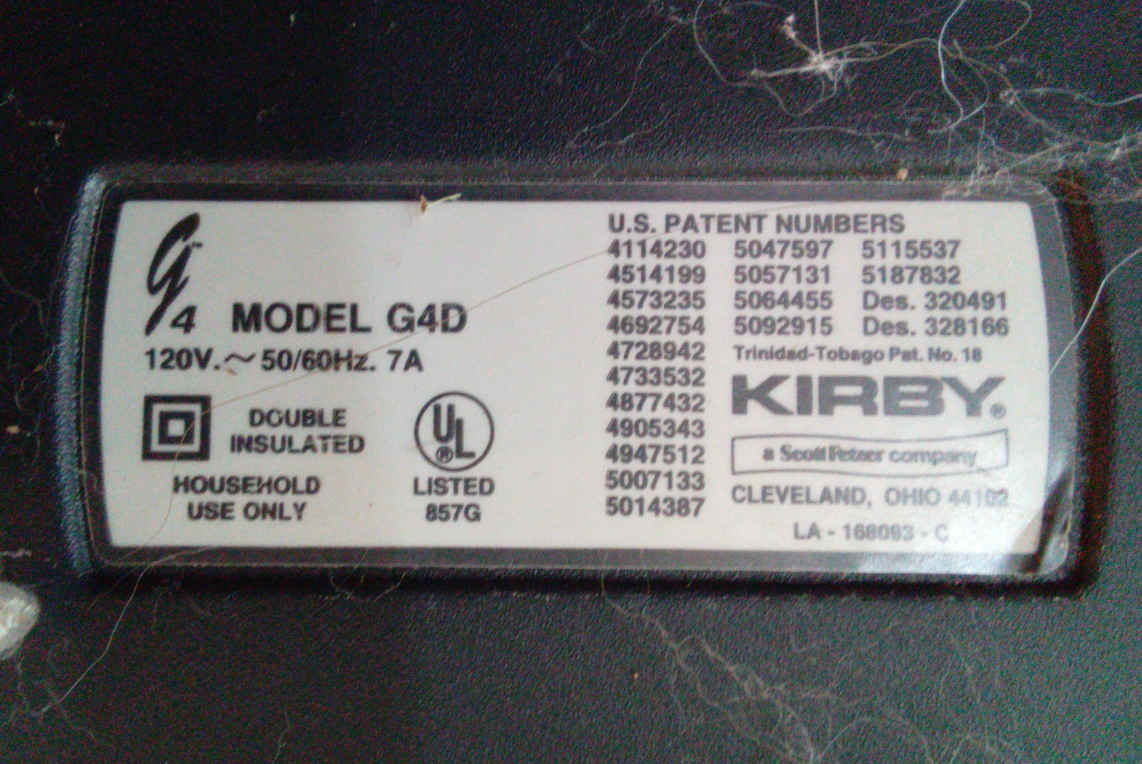 G4™
MODEL G4D
120V.~ 50/60Hz. 7A
DOUBLE
INSULATED
HOUSEHOLD
USE ONLY
UL®
LISTED
857G
U.S. PATENT NUMBERS
4114230 5047597 5115537
4514199 5057131 5187832
4573235 5064455 Des. 320491
4692754 5092915 Des. 328166
4728942 Trinidad-Tobago Pat. No. 18
4733532
4877432
4905343
4947512
5007133
5014387
KIRBY®
a Scott Fetzer company
CLEVELAND, OHIO 44102
LA - 168093 - C